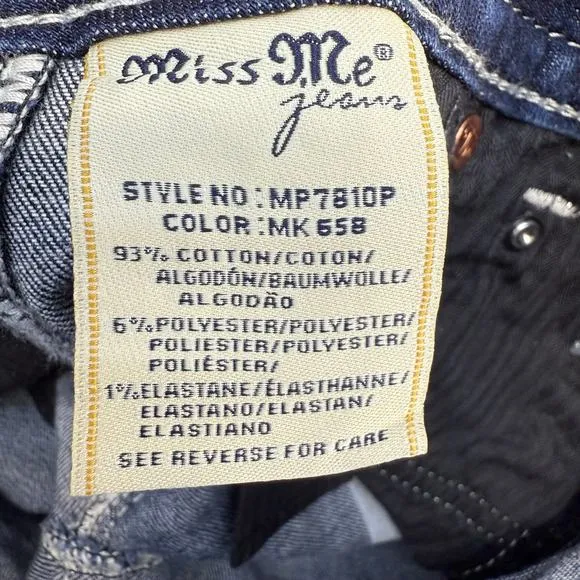 Miss Me®
jeans
STYLE NO: MP7810P
COLOR: MK 658
93% COTTON/COTON/
ALGODÓN/BAUMWOLLE/
ALGODÃO
6% POLYESTER/POLYESTER/
POLIESTER/POLYESTER/
POLIÉSTER/
1% ELASTANE/ÉLASTHANNE/
ELASTANO/ELASTAN/
ELASTIANO
SEE REVERSE FOR CARE